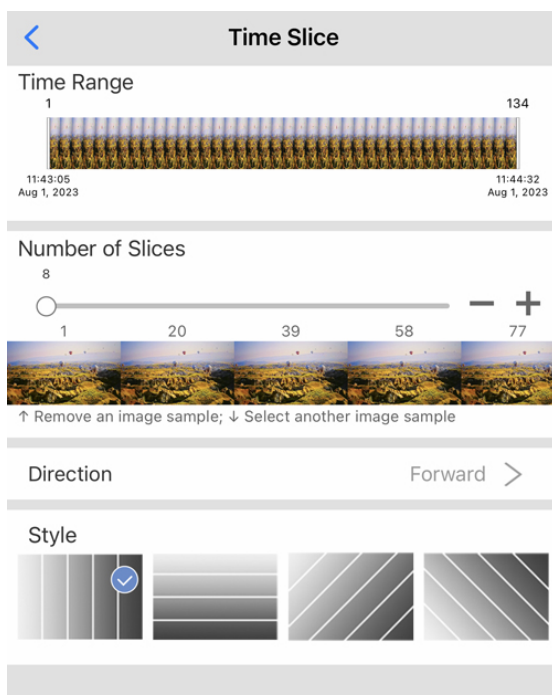 Time Slice
Time Range
1 134
11:43:05 11:44:32
Aug 1, 2023 Aug 1, 2023
Number of Slices
8
1 20 39 58 77
↑ Remove an image sample; ↓ Select another image sample
Direction Forward
Style